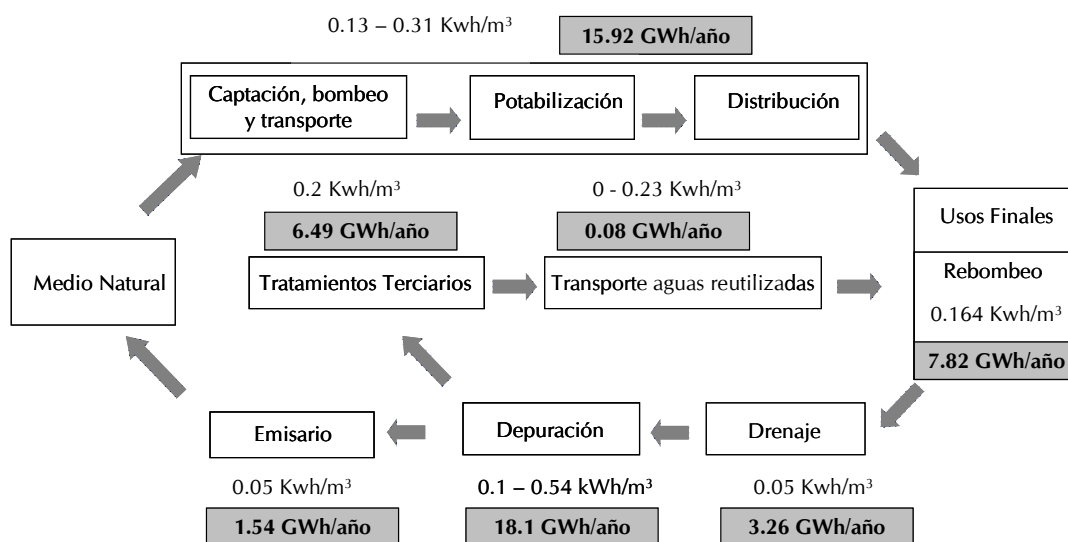 0.13 – 0.31 Kwh/m³
15.92 GWh/año
Captación, bombeo
y transporte
Potabilización
Distribución
0.2 Kwh/m³
6.49 GWh/año
0 - 0.23 Kwh/m³
0.08 GWh/año
Usos Finales
Medio Natural
Tratamientos Terciarios
Transporte aguas reutilizadas
Rebombeo
0.164 Kwh/m³
7.82 GWh/año
Emisario
Depuración
Drenaje
0.05 Kwh/m³
1.54 GWh/año
0.1 – 0.54 kWh/m³
18.1 GWh/año
0.05 Kwh/m³
3.26 GWh/año